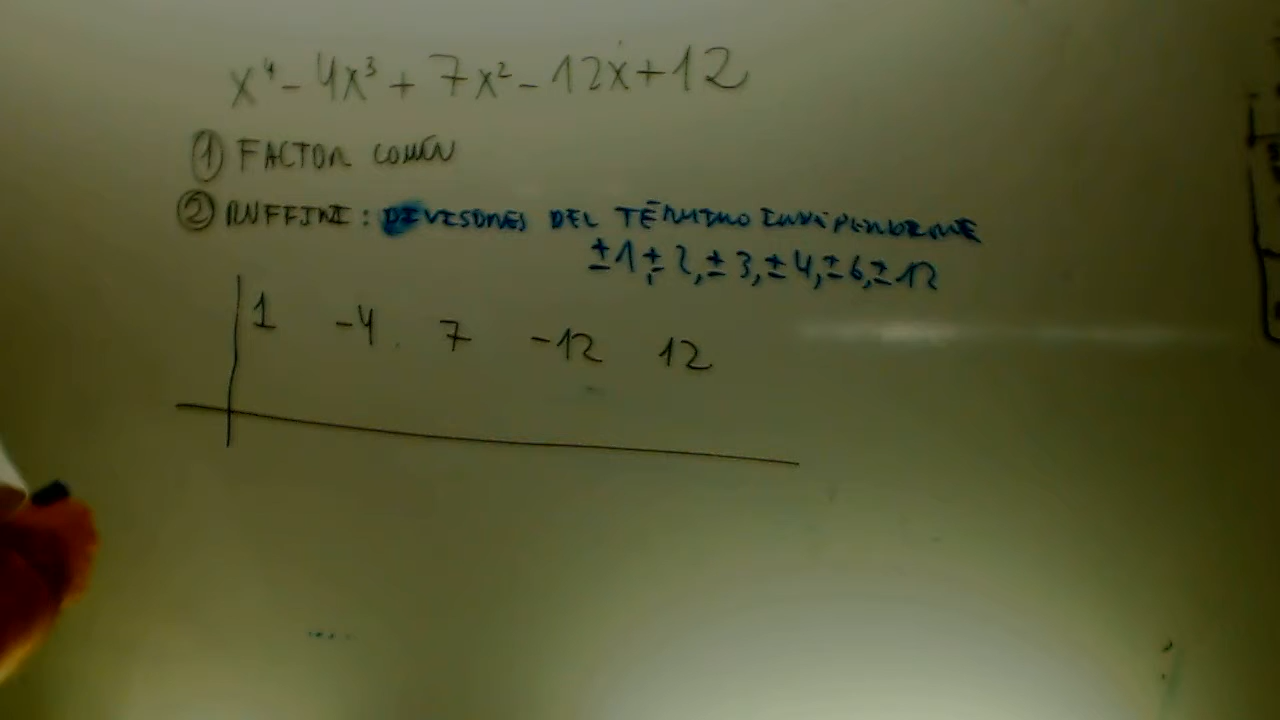 x⁴ - 4x³ + 7x² - 12x + 12
① FACTOR COMÚN
② RUFFINI: DIVISORES DEL TÉRMINO INDEPENDIENTE
±1 ± 2, ± 3, ± 4, ± 6, ± 12
1 -4 7 -12 12